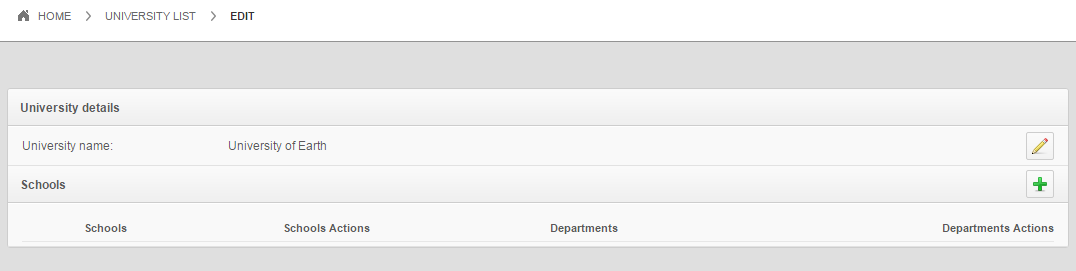 HOME UNIVERSITY LIST EDIT
University details
University name: University of Earth
Schools
Schools Schools Actions Departments Departments Actions